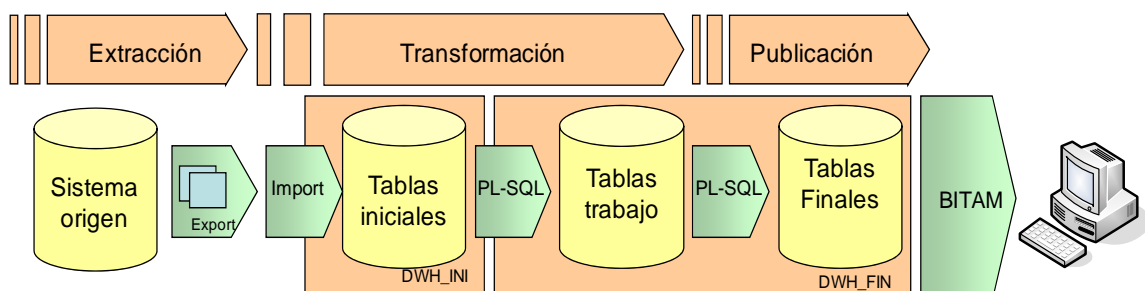 Extracción
Transformación
Publicación
Sistema
origen
Export
Import
Tablas
iniciales
PL-SQL
Tablas
trabajo
PL-SQL
Tablas
Finales
BITAM
DWH_INI
DWH_FIN